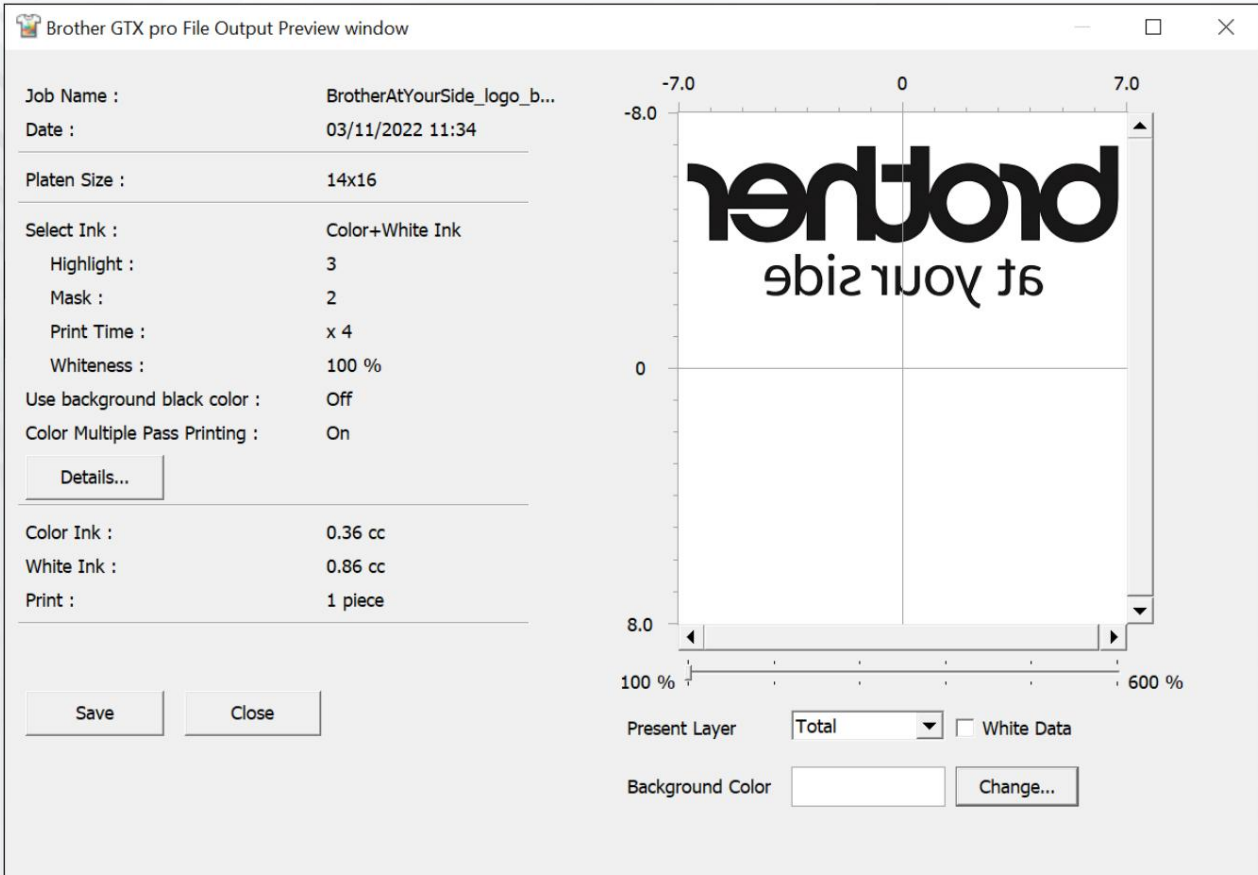 Brother GTX pro File Output Preview window
Job Name : BrotherAtYourSide_logo_b...
Date : 03/11/2022 11:34
Platen Size : 14x16
Select Ink : Color+White Ink
Highlight : 3
Mask : 2
Print Time : x 4
Whiteness : 100 %
Use background black color : Off
Color Multiple Pass Printing : On
Details...
Color Ink : 0.36 cc
White Ink : 0.86 cc
Print : 1 piece
Save Close
-7.0 0 7.0
-8.0
brother
at your side
0
8.0
100 % 600 %
Present Layer Total White Data
Background Color Change...